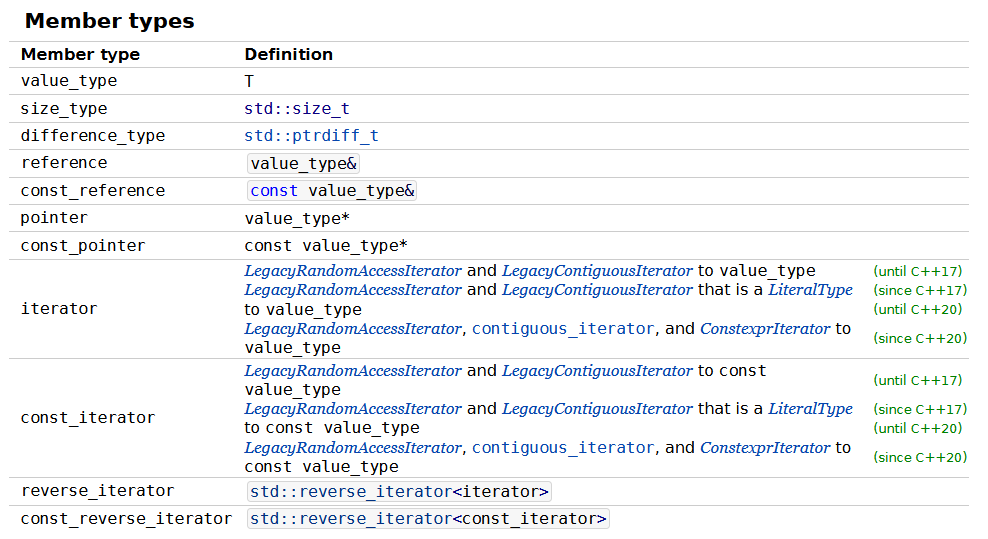 Member types
Member type Definition
value_type T
size_type std::size_t
difference_type std::ptrdiff_t
reference value_type&
const_reference const value_type&
pointer value_type*
const_pointer const value_type*
iterator
LegacyRandomAccessIterator and LegacyContiguousIterator to value_type (until C++17)
LegacyRandomAccessIterator and LegacyContiguousIterator that is a LiteralType (since C++17)
to value_type (until C++20)
LegacyRandomAccessIterator, contiguous_iterator, and ConstexprIterator to
value_type (since C++20)
const_iterator
LegacyRandomAccessIterator and LegacyContiguousIterator to const
value_type (until C++17)
LegacyRandomAccessIterator and LegacyContiguousIterator that is a LiteralType (since C++17)
to const value_type (until C++20)
LegacyRandomAccessIterator, contiguous_iterator, and ConstexprIterator to
const value_type (since C++20)
reverse_iterator std::reverse_iterator<iterator>
const_reverse_iterator std::reverse_iterator<const_iterator>